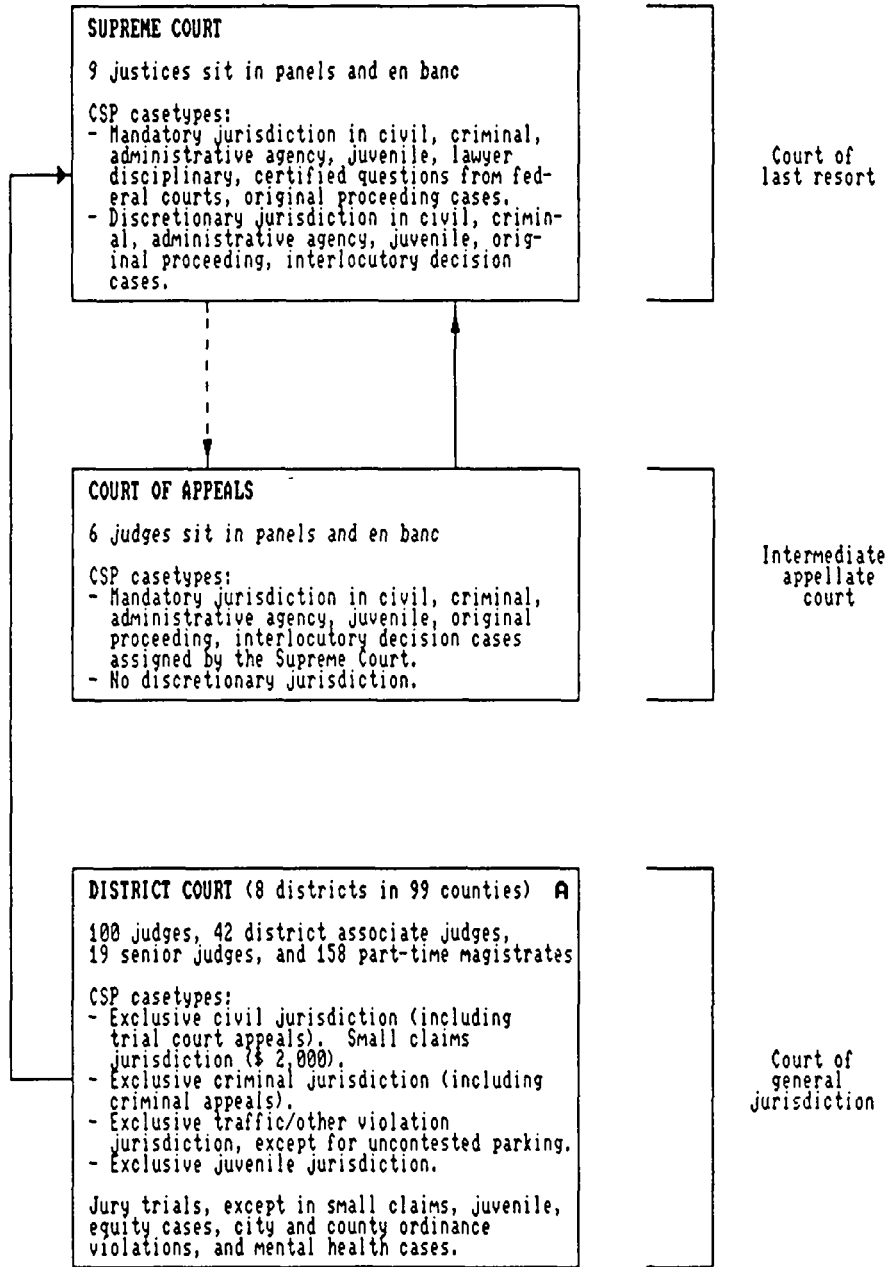 SUPREME COURT
9 justices sit in panels and en banc
CSP casetypes:
- Mandatory jurisdiction in civil, criminal,
administrative agency, juvenile, lawyer
disciplinary, certified questions from fed-
eral courts, original proceeding cases.
- Discretionary jurisdiction in civil, crimin-
al, administrative agency, juvenile, orig-
inal proceeding, interlocutory decision
cases.
Court of
last resort
COURT OF APPEALS
6 judges sit in panels and en banc
CSP casetypes:
- Mandatory jurisdiction in civil, criminal,
administrative agency, juvenile, original
proceeding, interlocutory decision cases
assigned by the Supreme Court.
- No discretionary jurisdiction.
Intermediate
appellate
court
DISTRICT COURT (8 districts in 99 counties) A
100 judges, 42 district associate judges,
19 senior judges, and 158 part-time magistrates
CSP casetypes:
- Exclusive civil jurisdiction (including
trial court appeals). Small claims
jurisdiction ($ 2,000).
- Exclusive criminal jurisdiction (including
criminal appeals).
- Exclusive traffic/other violation
jurisdiction, except for uncontested parking.
- Exclusive juvenile jurisdiction.
Jury trials, except in small claims, juvenile,
equity cases, city and county ordinance
violations, and mental health cases.
Court of
general
jurisdiction